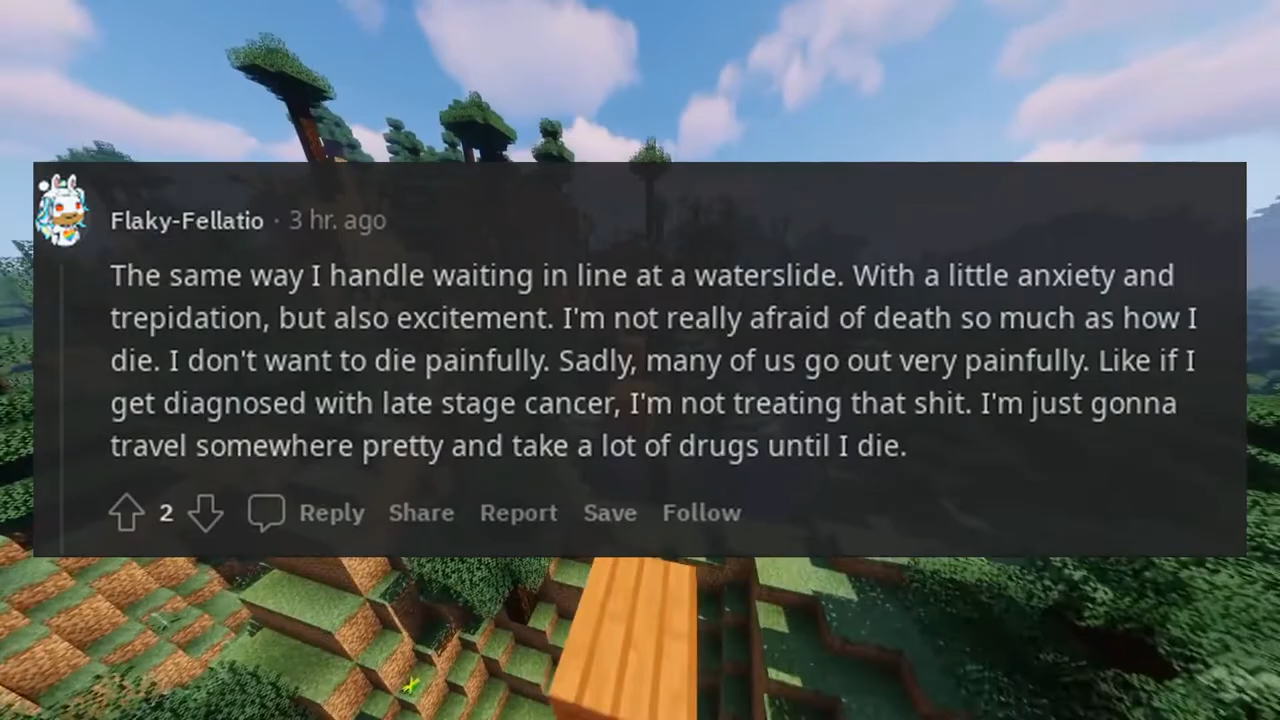 Flaky-Fellatio · 3 hr. ago
The same way I handle waiting in line at a waterslide. With a little anxiety and
trepidation, but also excitement. I'm not really afraid of death so much as how I
die. I don't want to die painfully. Sadly, many of us go out very painfully. Like if I
get diagnosed with late stage cancer, I'm not treating that shit. I'm just gonna
travel somewhere pretty and take a lot of drugs until I die.
2 Reply Share Report Save Follow